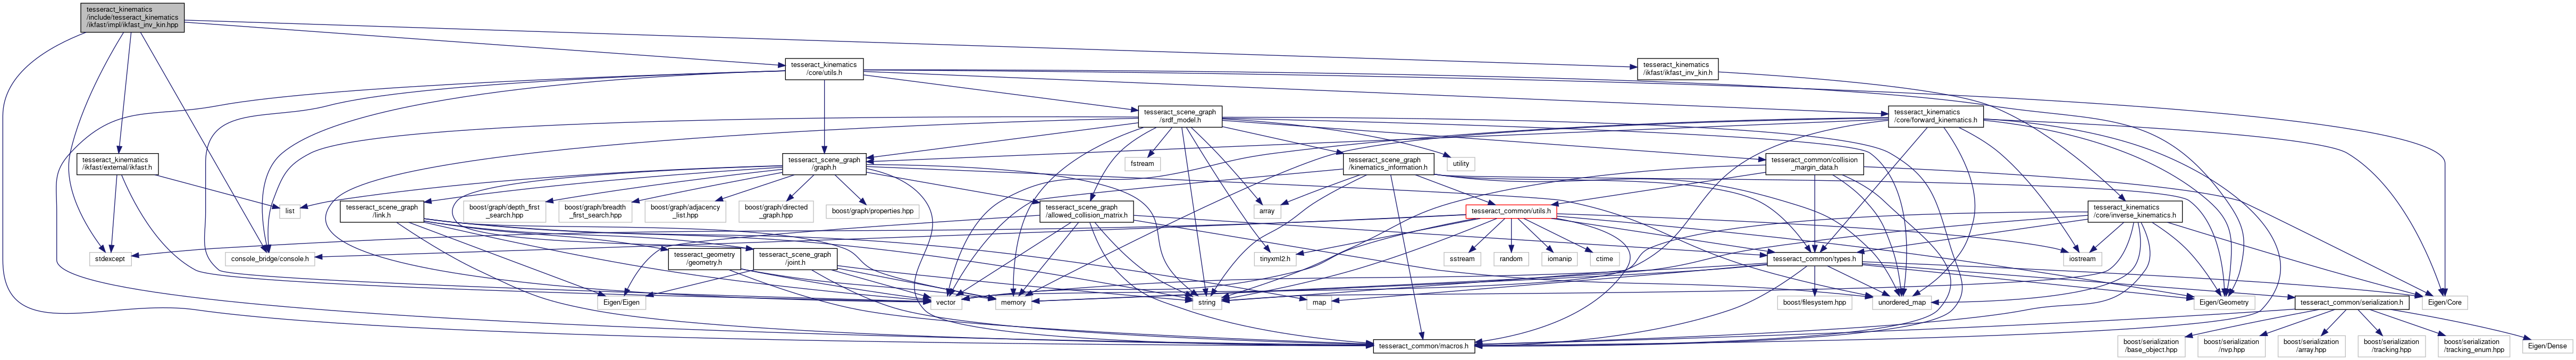 tesseract_kinematics
/include/tesseract_kinematics
/ikfast/impl/ikfast_inv_kin.hpp
tesseract_kinematics
/core/utils.h
tesseract_kinematics
/ikfast/ikfast_inv_kin.h
tesseract_scene_graph
/srdf_model.h
tesseract_kinematics
/core/forward_kinematics.h
tesseract_kinematics
/ikfast/external/ikfast.h
tesseract_scene_graph
/graph.h
fstream
tesseract_scene_graph
/kinematics_information.h
utility
tesseract_common/collision
_margin_data.h
list
tesseract_scene_graph
/link.h
boost/graph/depth_first
_search.hpp
boost/graph/breadth
_first_search.hpp
boost/graph/adjacency
_list.hpp
boost/graph/directed
_graph.hpp
boost/graph/properties.hpp
tesseract_scene_graph
/allowed_collision_matrix.h
array
tesseract_common/utils.h
tesseract_kinematics
/core/inverse_kinematics.h
stdexcept
console_bridge/console.h
tesseract_geometry
/geometry.h
tesseract_scene_graph
/joint.h
tinyxml2.h
sstream
random
iomanip
ctime
tesseract_common/types.h
iostream
Eigen/Eigen
vector
memory
string
map
boost/filesystem.hpp
unordered_map
Eigen/Geometry
tesseract_common/serialization.h
Eigen/Core
tesseract_common/macros.h
boost/serialization
/base_object.hpp
boost/serialization
/nvp.hpp
boost/serialization
/array.hpp
boost/serialization
/tracking.hpp
boost/serialization
/tracking_enum.hpp
Eigen/Dense